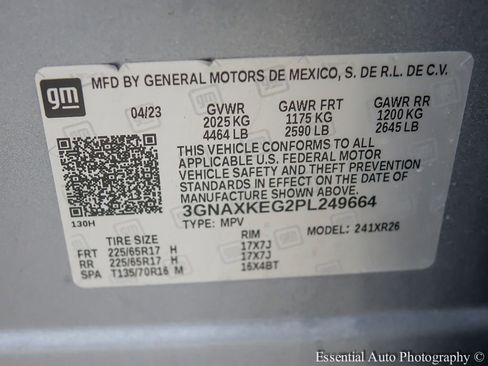 gm
MFD BY GENERAL MOTORS DE MEXICO, S. DE R.L. DE C.V.
04/23 GVWR GAWR FRT GAWR RR
2025 KG 1175 KG 1200 KG
4464 LB 2590 LB 2645 LB
THIS VEHICLE CONFORMS TO ALL
APPLICABLE U.S. FEDERAL MOTOR
VEHICLE SAFETY AND THEFT
PREVENTION STANDARDS IN
EFFECT ON THE DATE OF
MANUFACTURE SHOWN ABOVE.
3GNAXKEG2PL249664
130H TYPE: MPV MODEL: 241XR26
TIRE SIZE RIM
FRT 225/65R17 H 17X7J
RR 225/65R17 H 17X7J
SPA T135/70R16 M 16X4BT
Essential Auto Photography ©2024